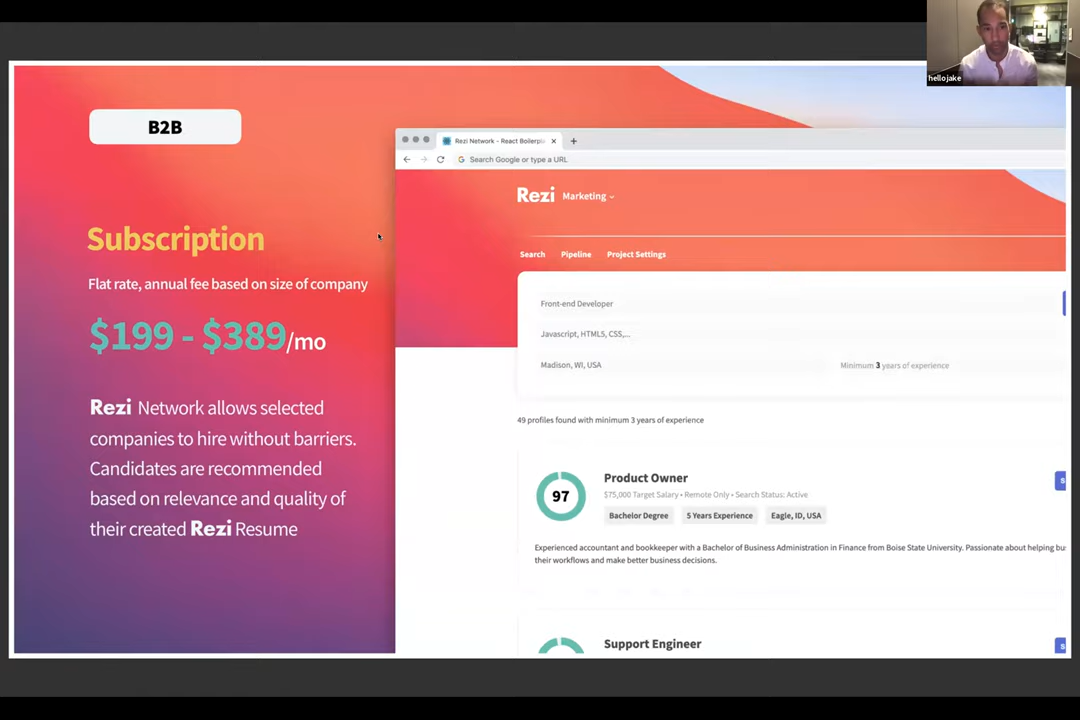 hellojake
B2B
Subscription
Flat rate, annual fee based on size of company
$199 - $389/mo
Rezi Network allows selected
companies to hire without barriers.
Candidates are recommended
based on relevance and quality of
their created Rezi Resume
Rezi Network - React Boilerpla
Search Google or type a URL
Rezi Marketing
Search Pipeline Project Settings
Front-end Developer
Javascript, HTML5, CSS,...
Madison, WI, USA Minimum 3 years of experience
49 profiles found with minimum 3 years of experience
97
Product Owner
$75,000 Target Salary • Remote Only • Search Status: Active
Bachelor Degree 5 Years Experience Eagle, ID, USA
Experienced accountant and bookkeeper with a Bachelor of Business Administration in Finance from Boise State University. Passionate about helping bu
their workflows and make better business decisions.
Support Engineer